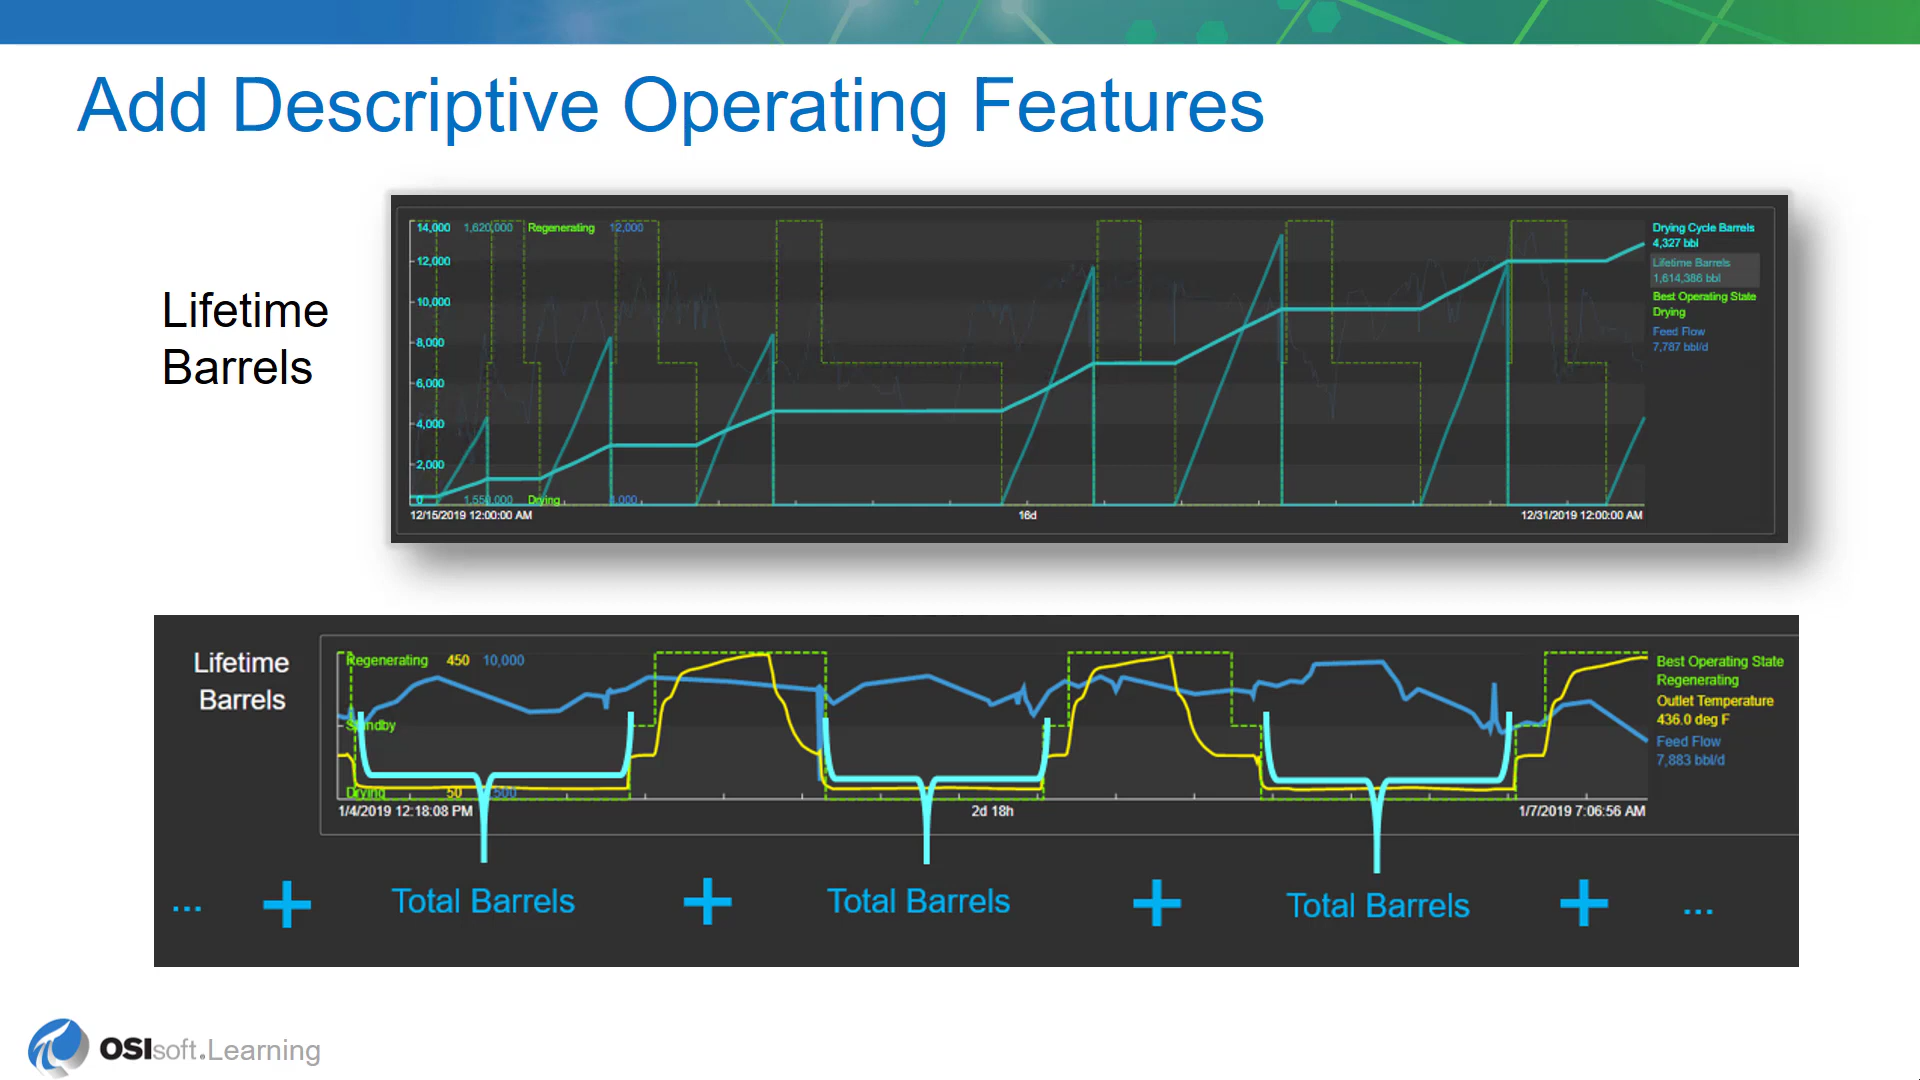 Add Descriptive Operating Features
Lifetime
Barrels
14,000 1,620,000 Regenerating 12,000
12,000
10,000
8,000
6,000
4,000
2,000
0 1,550,000 Drying
12/15/2019 12:00:00 AM 16d 12/31/2019 12:00:00 AM
Drying Cycle Barrels
4,327 bbl
Lifetime Barrels
1,614,386 bbl
Best Operating State
Drying
Feed Flow
7,787 bbl/d
Lifetime
Barrels
Regenerating 450 10,000
Standby
Drying 50 500
1/4/2019 12:18:08 PM 2d 18h 1/7/2019 7:06:56 AM
Best Operating State
Regenerating
Outlet Temperature
436.0 deg F
Feed Flow
7,883 bbl/d
... + Total Barrels + Total Barrels + Total Barrels + ...
OSIsoft.Learning